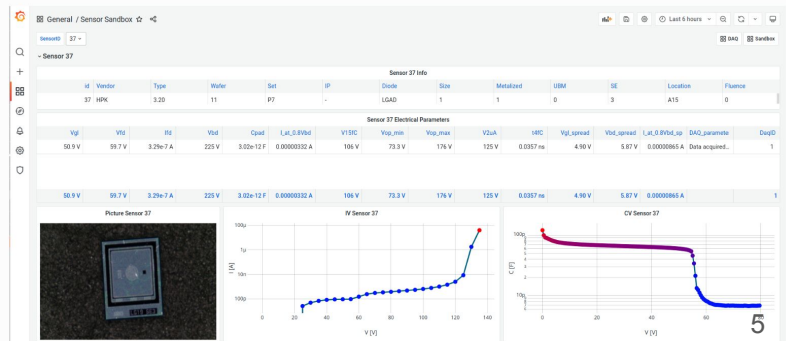 General / Sensor Sandbox
Last 6 hours
SensorID 37
DAQ Sandbox
Sensor 37
Sensor 37 Info
id Vendor Type Wafer Set IP Diode Size Metalized UBM SE Location Fluence
37 HPK 3.20 11 P7 - LGAD 1 1 0 3 A15 0
Sensor 37 Electrical Parameters
Vgl Vfd Ifd Vbd Cpad I_at_0.8Vbd V15fC Vop_min Vop_max V2uA t4fC Vgl_spread Vbd_spread I_at_0.8Vbd_sp DAQ_paramete DaqID
50.9 V 59.7 V 3.29e-7 A 225 V 3.02e-12 F 0.00000332 A 106 V 73.3 V 176 V 125 V 0.0357 ns 4.90 V 5.87 V 0.00000865 A Data acquired... 1
50.9 V 59.7 V 3.29e-7 A 225 V 3.02e-12 F 0.00000332 A 106 V 73.3 V 176 V 125 V 0.0357 ns 4.90 V 5.87 V 0.00000865 A 1
Picture Sensor 37
IV Sensor 37
100µ
1µ
10n
100p
I [A]
0 20 40 60 80 100 120 140
V [V]
CV Sensor 37
100p
10p
C [F]
0 20 40 60
V [V]
5